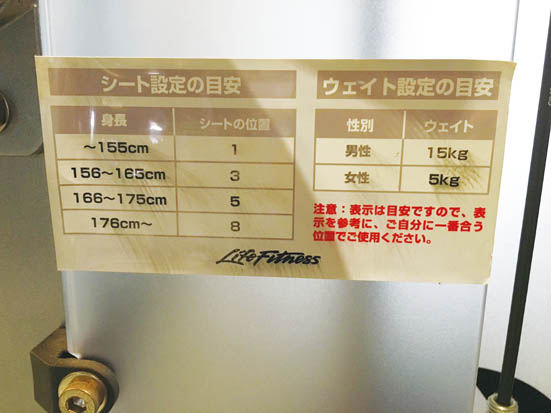 シート設定の目安
身長 シートの位置
～155cm 1
156～165cm 3
166～175cm 5
176cm～ 8
ウェイト設定の目安
性別 ウェイト
男性 15kg
女性 5kg
注意：表示は目安ですので、表
示を参考に、ご自分に一番合う
位置でご使用ください。
Life Fitness